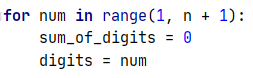 for num in range(1, n + 1):
    sum_of_digits = 0
    digits = num